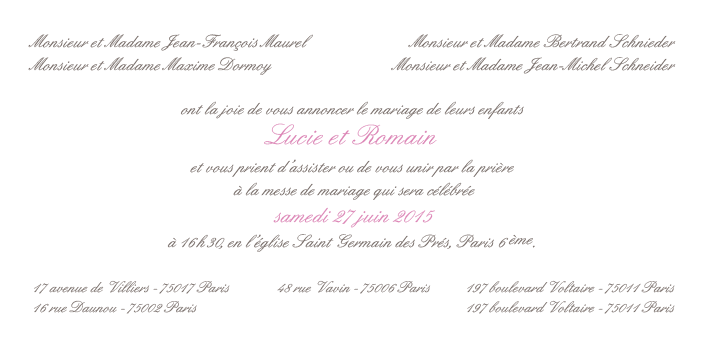 Monsieur et Madame Jean-François Maurel
Monsieur et Madame Maxime Dormoy
Monsieur et Madame Bertrand Schnieder
Monsieur et Madame Jean-Michel Schneider
ont la joie de vous annoncer le mariage de leurs enfants
Lucie et Romain
et vous prient d'assister ou de vous unir par la prière
à la messe de mariage qui sera célébrée
samedi 27 juin 2015
à 16h30, en l'église Saint Germain des Prés, Paris 6ème.
17 avenue de Villiers - 75017 Paris
16 rue Daunou - 75002 Paris
48 rue Vavin - 75006 Paris
197 boulevard Voltaire - 75011 Paris
197 boulevard Voltaire - 75011 Paris